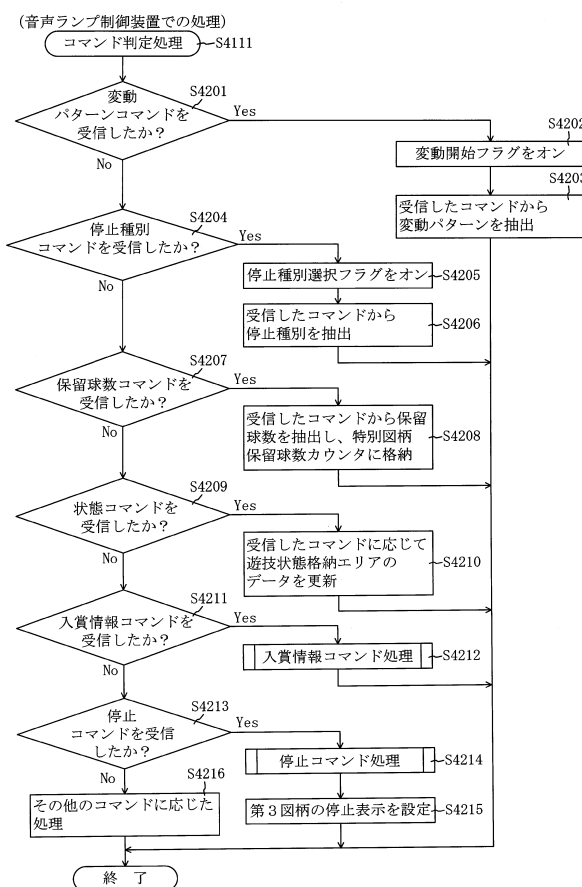 (音声ランプ制御装置での処理)
コマンド判定処理
S4111
変動
パターンコマンドを
受信したか？
S4201
Yes
No
S4202
変動開始フラグをオン
S4203
受信したコマンドから
変動パターンを抽出
停止種別
コマンドを受信したか？
S4204
Yes
No
停止種別選択フラグをオン
S4205
受信したコマンドから
停止種別を抽出
S4206
保留球数コマンドを
受信したか？
S4207
Yes
No
受信したコマンドから保留
球数を抽出し、特別図柄
保留球数カウンタに格納
S4208
状態コマンドを
受信したか？
S4209
Yes
No
受信したコマンドに応じて
遊技状態格納エリアの
データを更新
S4210
入賞情報コマンドを
受信したか？
S4211
Yes
No
入賞情報コマンド処理
S4212
停止
コマンドを受信
したか？
S4213
Yes
No
停止コマンド処理
S4214
第３図柄の停止表示を設定
S4215
S4216
その他のコマンドに応じた
処理
終了